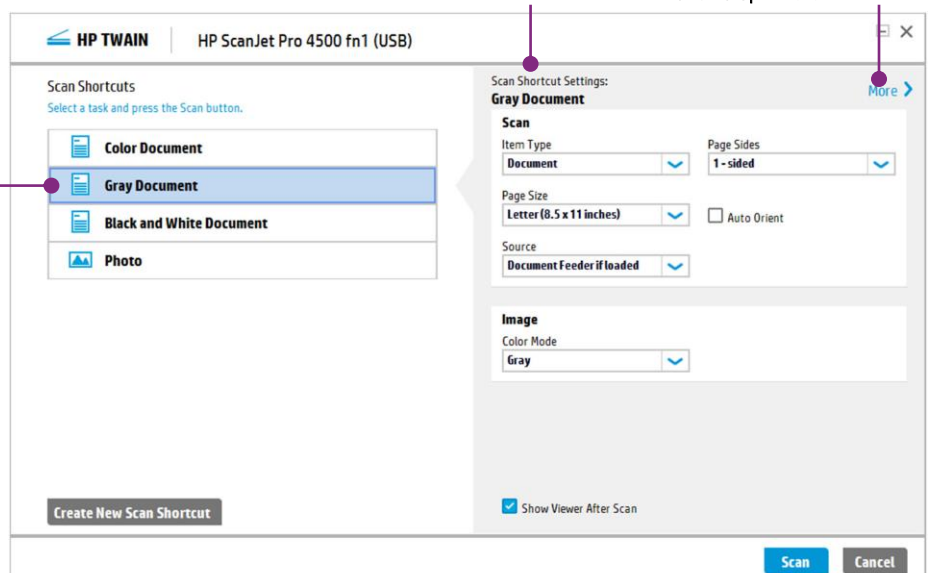 HP TWAIN
HP ScanJet Pro 4500 fn1 (USB)
Scan Shortcuts
Select a task and press the Scan button.
Color Document
Gray Document
Black and White Document
Photo
Create New Scan Shortcut
Scan Shortcut Settings:
Gray Document
More
Scan
Item Type
Page Sides
Document
1 - sided
Page Size
Letter (8.5 x 11 inches)
Auto Orient
Source
Document Feeder if loaded
Image
Color Mode
Gray
Show Viewer After Scan
Scan
Cancel